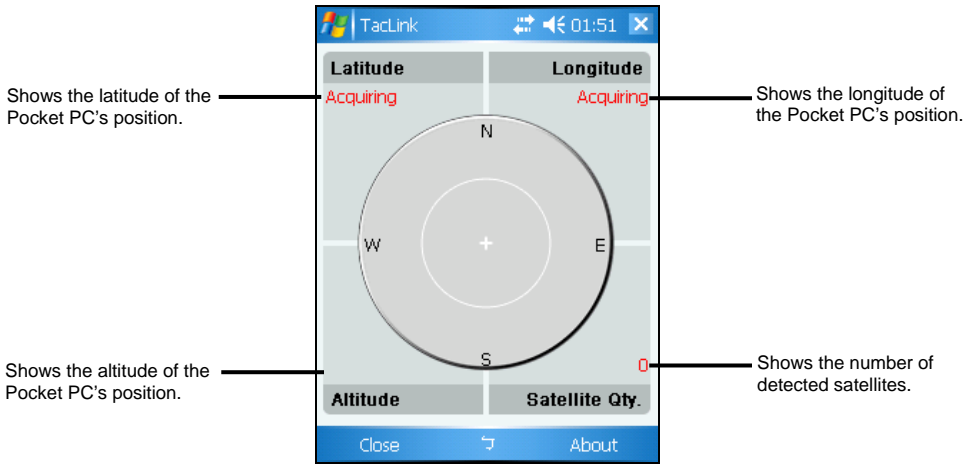 TacLink 01:51
Latitude
Longitude
Acquiring
Acquiring
Shows the latitude of the
Pocket PC's position.
Shows the longitude of
the Pocket PC's position.
N
W
E
S
0
Shows the altitude of the
Pocket PC's position.
Shows the number of
detected satellites.
Altitude
Satellite Qty.
Close
About